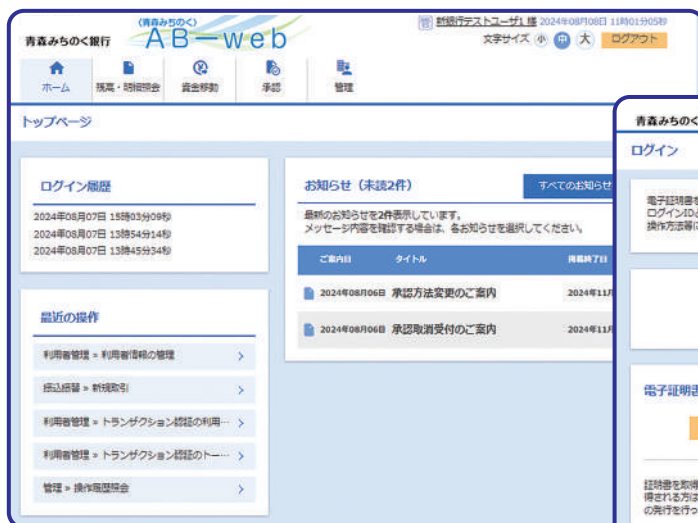 青森みちのく銀行
〈青森みちのく〉
AB－web
新銀行テストユーザ1 様 2024年08月08日 11時01分05秒
文字サイズ 小 中 大 ログアウト
ホーム 残高・明細照会 資金移動 承認 管理
トップページ
ログイン履歴
2024年08月07日 15時03分09秒
2024年08月07日 13時54分14秒
2024年08月07日 13時45分34秒
最近の操作
利用者管理 » 利用者情報の管理
振込振替 » 新規取引
利用者管理 » トランザクション認証の利用…
利用者管理 » トランザクション認証のトー…
管理 » 操作履歴照会
お知らせ（未読2件）
すべてのお知らせ
最新のお知らせを2件表示しています。
メッセージ内容を確認する場合は、各お知らせを選択してください。
ご案内日 タイトル 掲載終了日
2024年08月06日 承認方法変更のご案内 2024年11月
2024年08月06日 承認取消受付のご案内 2024年11月
青森みちのく
ログイン
電子証明書を
ログインIDと
操作方法等に
電子証明書
証明書を取得
得される方は
の発行を行っ